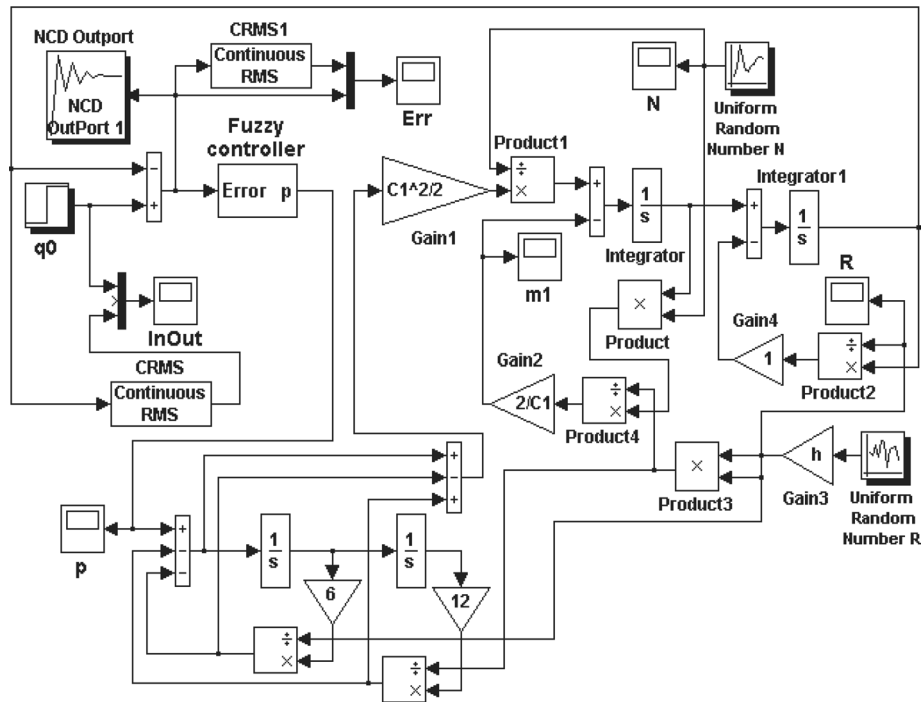 NCD Outport
NCD
OutPort 1
CRMS1
Continuous
RMS
Err
Fuzzy
controller
Error p
−
+
q0
InOut
CRMS
Continuous
RMS
C1^2/2
Gain1
Product1
÷
×
N
Uniform
Random
Number N
+
−
1
s
Integrator
m1
×
Product
+
−
Integrator1
1
s
R
Gain4
1
÷
×
Product2
Gain2
2/C1
÷
×
Product4
×
Product3
h
Gain3
Uniform
Random
Number R
+
−
+
p
+
−
−
1
s
1
s
6
12
÷
×
÷
×